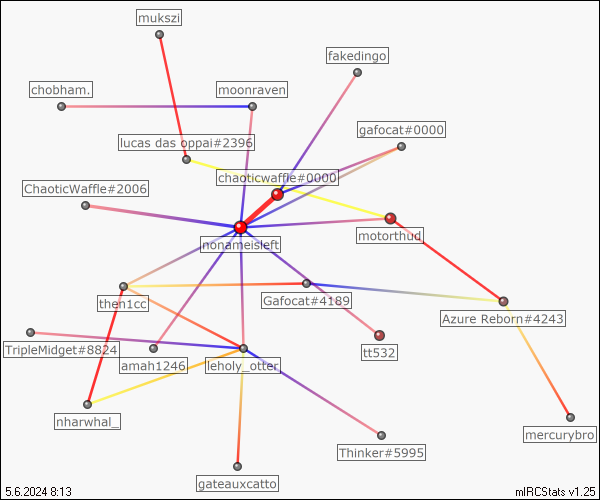 mukszi
fakedingo
chobham.
moonraven
gafocat#0000
lucas das oppai#2396
chaoticwaffle#0000
ChaoticWaffle#2006
nonameisleft
motorthud
then1cc
Gafocat#4189
Azure Reborn#4243
TripleMidget#8824
amah1246
leholy_otter
tt532
nharwhal_
mercurybro
Thinker#5995
gateauxcatto
5.6.2024 8:13
mIRCStats v1.25